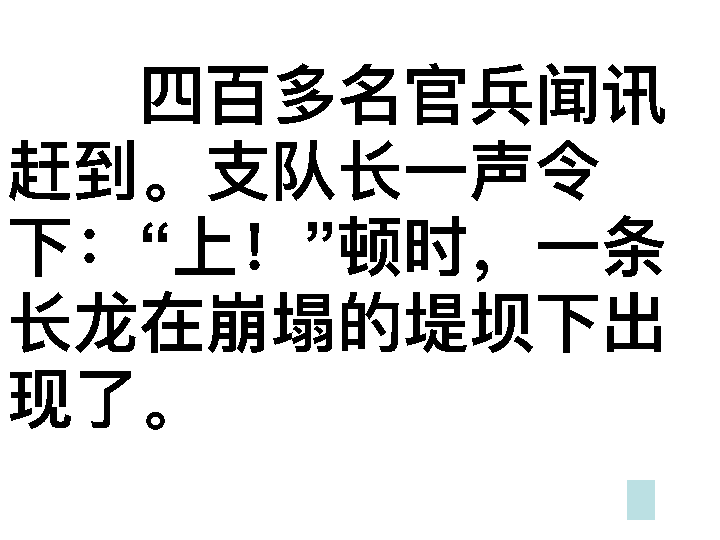 四百多名官兵闻讯
赶到。支队长一声令
下：“上！”顿时，一条
长龙在崩塌的堤坝下出
现了。